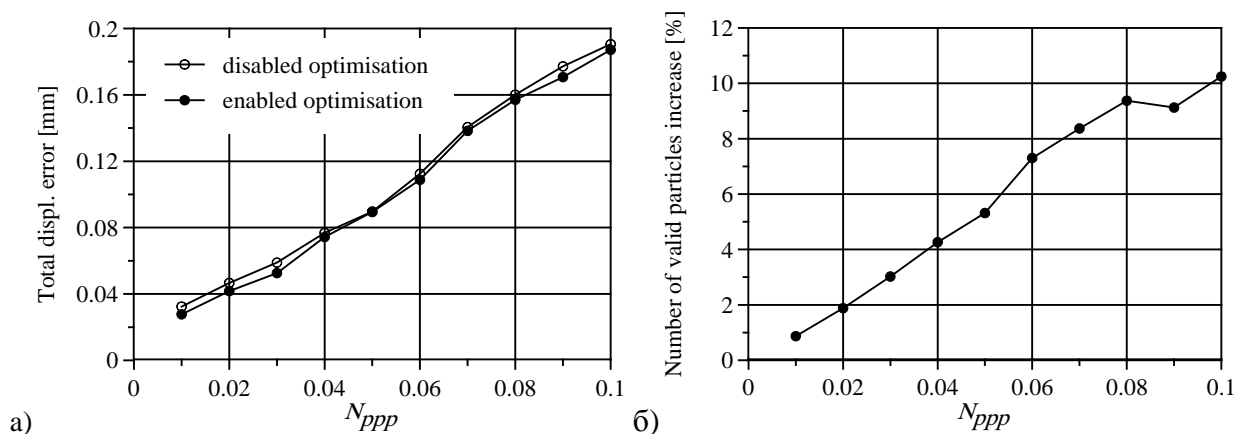 Total displ. error [mm]
0.2
0.16
0.12
0.08
0.04
0
disabled optimisation
enabled optimisation
0 0.02 0.04 0.06 0.08 0.1
Nppp
а)
Number of valid particles increase [%]
12
10
8
6
4
2
0
0 0.02 0.04 0.06 0.08 0.1
Nppp
б)